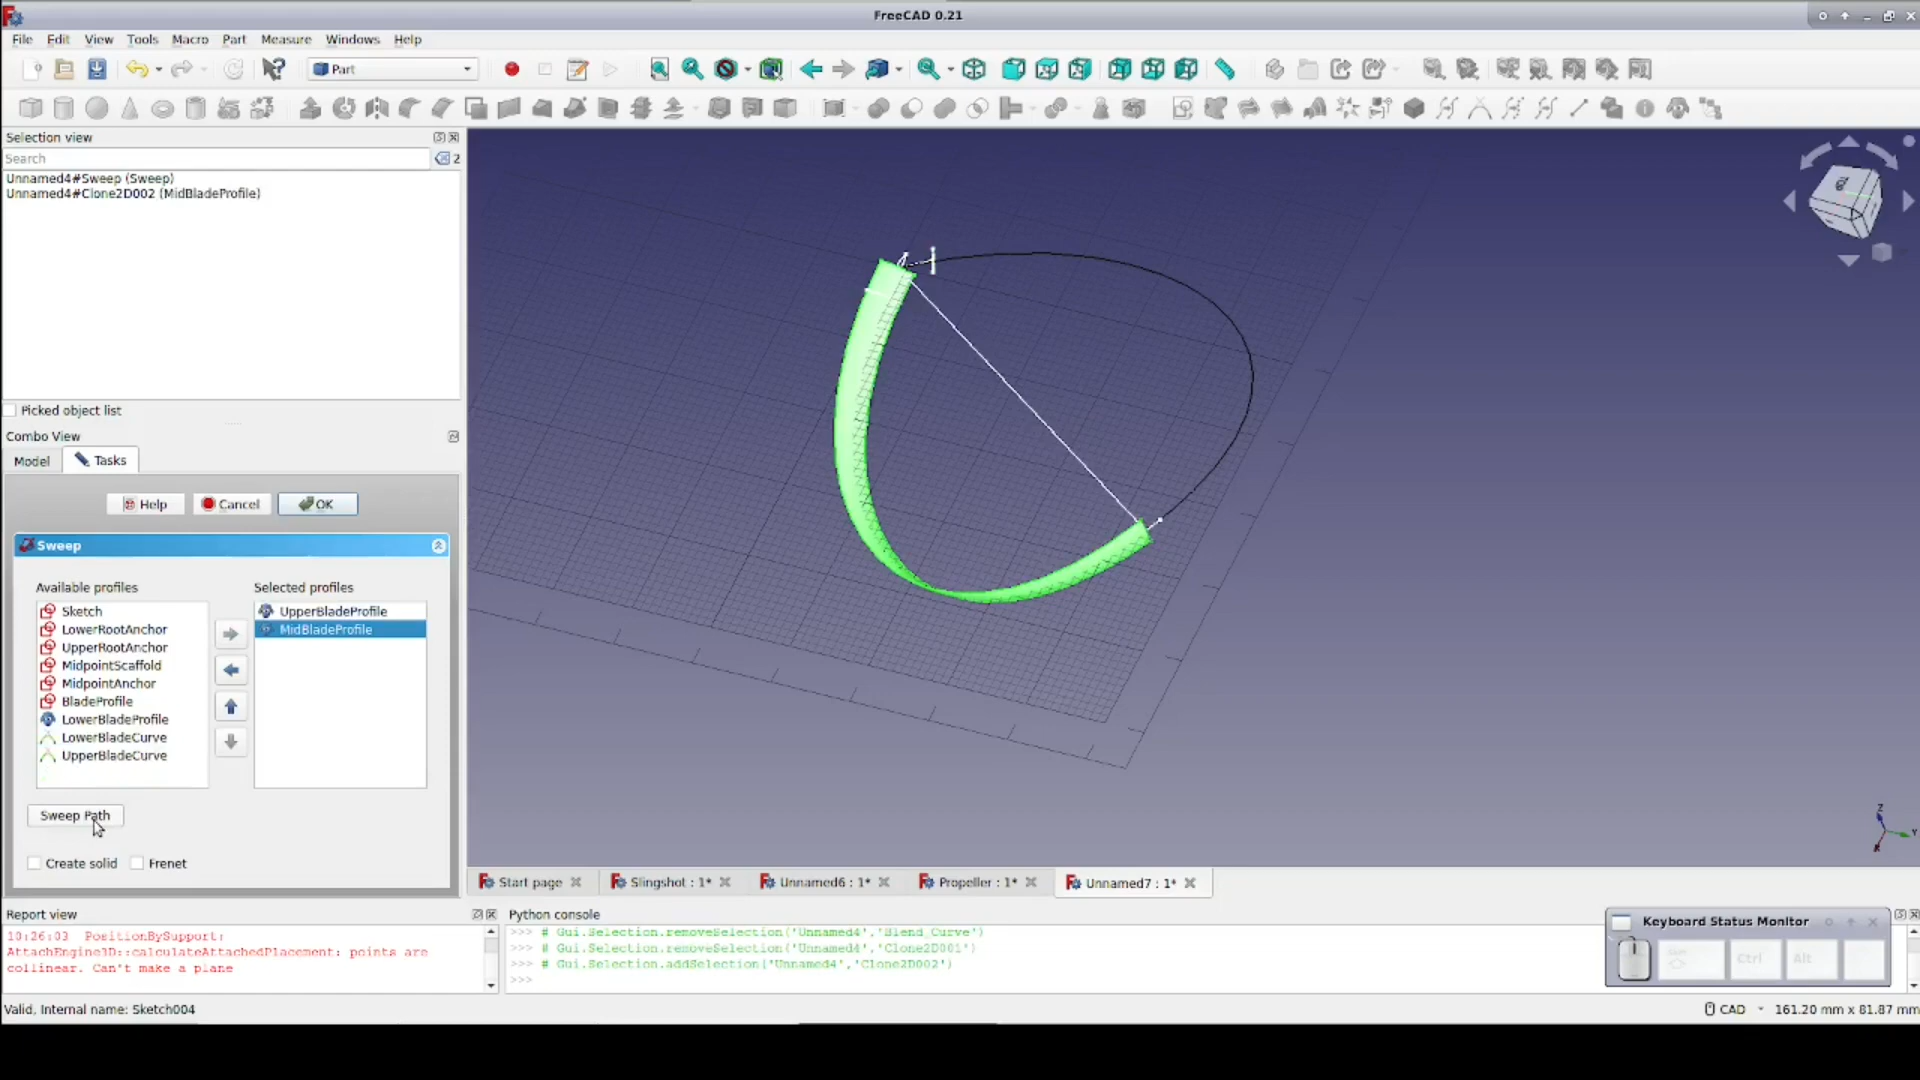 FreeCAD 0.21
File Edit View Tools Macro Part Measure Windows Help
Part
Selection view
Search
2
Unnamed4#Sweep (Sweep)
Unnamed4#Clone2D002 (MidBladeProfile)
Picked object list
Combo View
Model Tasks
Help Cancel OK
Sweep
Available profiles Selected profiles
Sketch
LowerRootAnchor
UpperRootAnchor
MidpointScaffold
MidpointAnchor
BladeProfile
LowerBladeProfile
LowerBladeCurve
UpperBladeCurve
UpperBladeProfile
MidBladeProfile
Sweep Path
Create solid Frenet
Z
Y
Start page Slingshot : 1* Unnamed6 : 1* Propeller : 1* Unnamed7 : 1*
Report view
10:26:03 PositionBySupport:
AttachEngine3D::calculateAttachedPlacement: points are
collinear. Can't make a plane
Python console
>>> # Gui.Selection.removeSelection('Unnamed4','Blend_Curve')
>>> # Gui.Selection.removeSelection('Unnamed4','Clone2D001')
>>> # Gui.Selection.addSelection('Unnamed4','Clone2D002')
>>>
Keyboard Status Monitor
Ctrl Alt
Valid, Internal name: Sketch004
CAD 161.20 mm x 81.87 mm